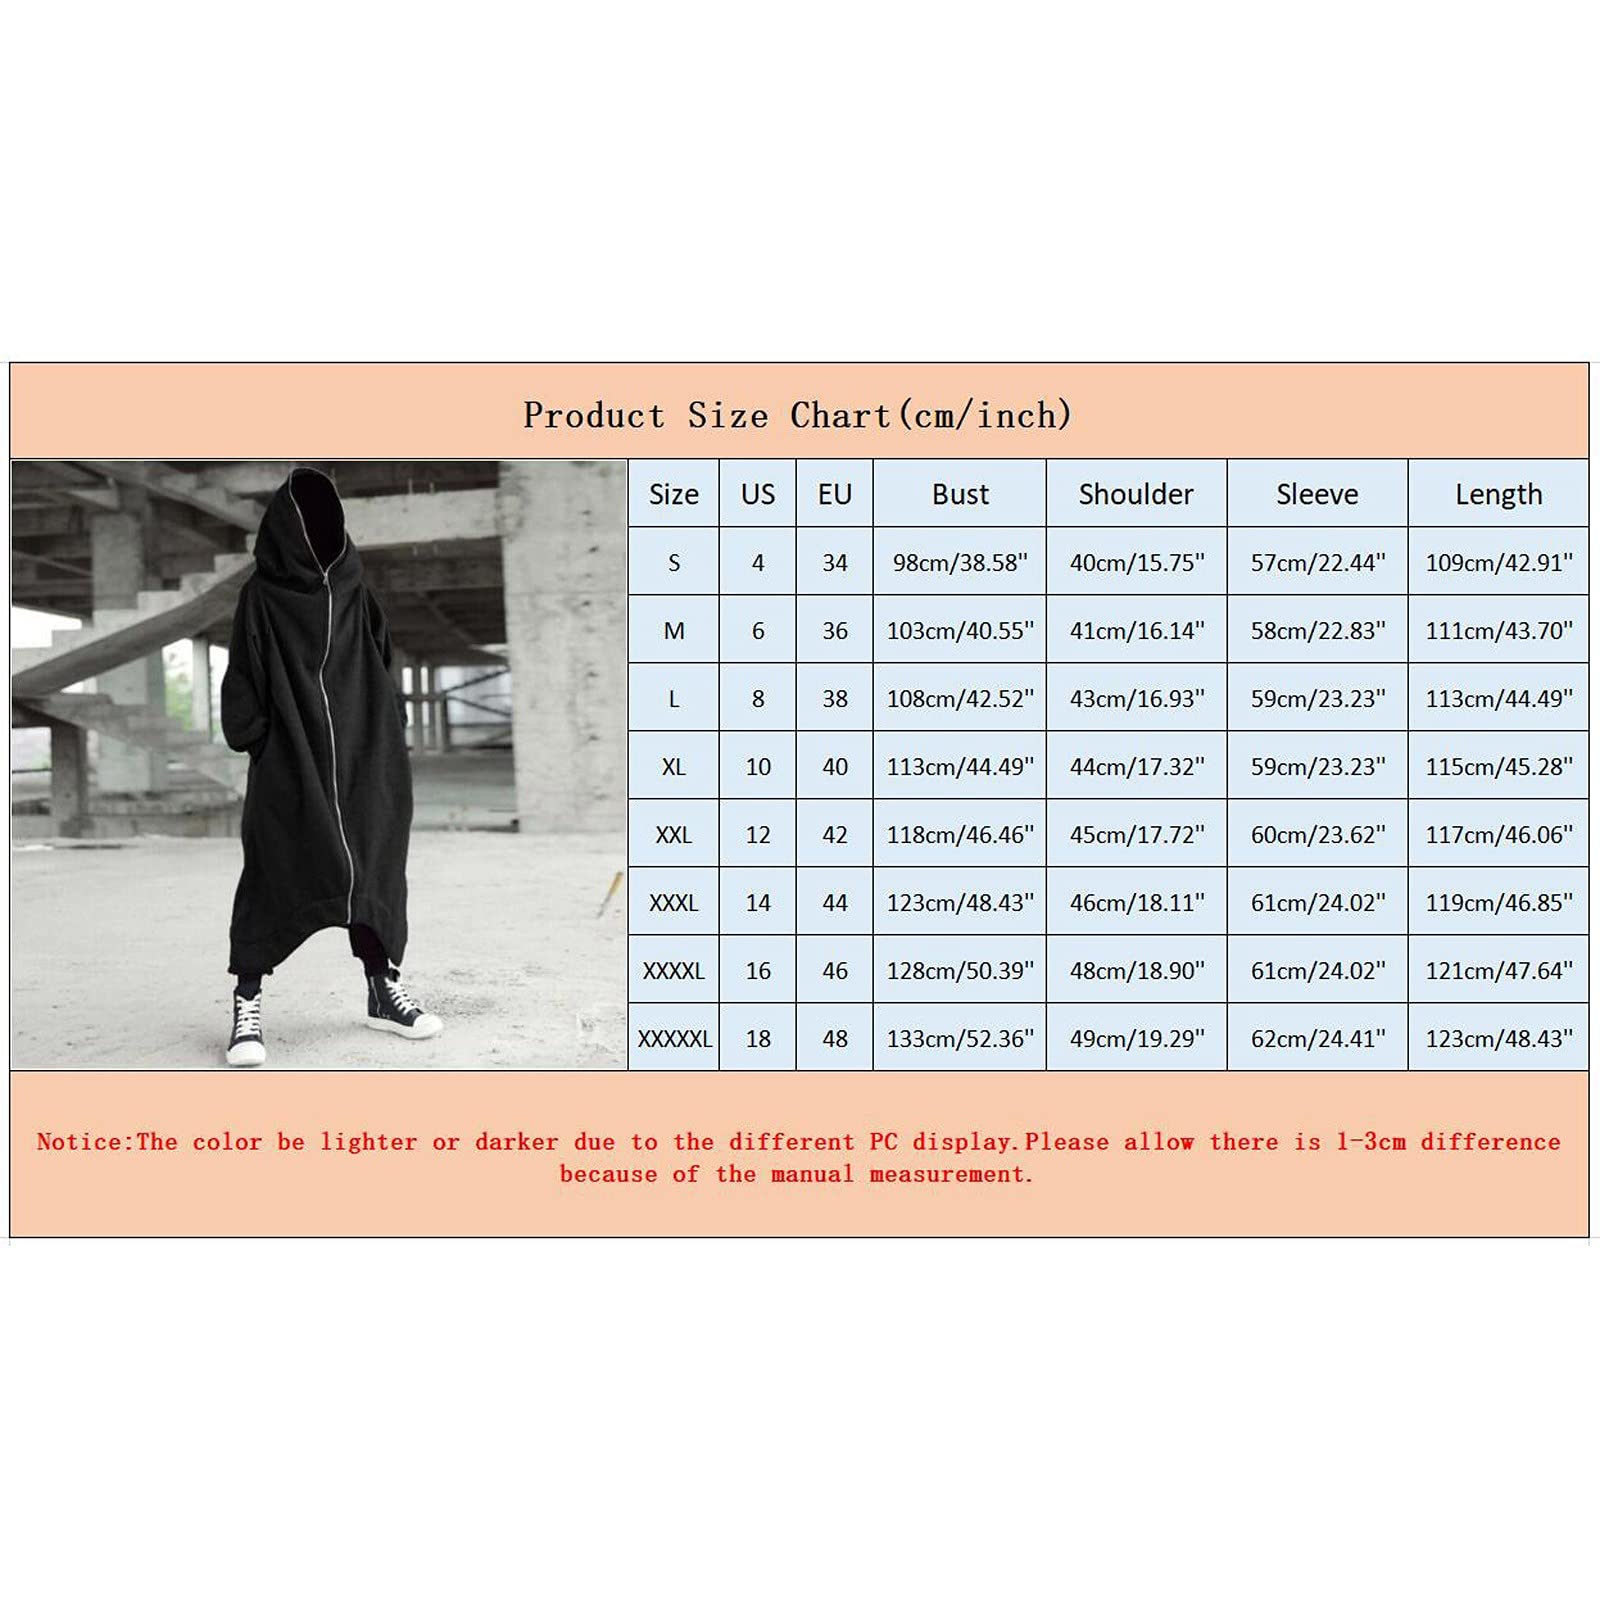 Product Size Chart(cm/inch)
Size US EU Bust Shoulder Sleeve Length
S 4 34 98cm/38.58" 40cm/15.75" 57cm/22.44" 109cm/42.91"
M 6 36 103cm/40.55" 41cm/16.14" 58cm/22.83" 111cm/43.70"
L 8 38 108cm/42.52" 43cm/16.93" 59cm/23.23" 113cm/44.49"
XL 10 40 113cm/44.49" 44cm/17.32" 59cm/23.23" 115cm/45.28"
XXL 12 42 118cm/46.46" 45cm/17.72" 60cm/23.62" 117cm/46.06"
XXXL 14 44 123cm/48.43" 46cm/18.11" 61cm/24.02" 119cm/46.85"
XXXXL 16 46 128cm/50.39" 48cm/18.90" 61cm/24.02" 121cm/47.64"
XXXXXL 18 48 133cm/52.36" 49cm/19.29" 62cm/24.41" 123cm/48.43"
Notice:The color be lighter or darker due to the different PC display.Please allow there is 1-3cm difference
because of the manual measurement.